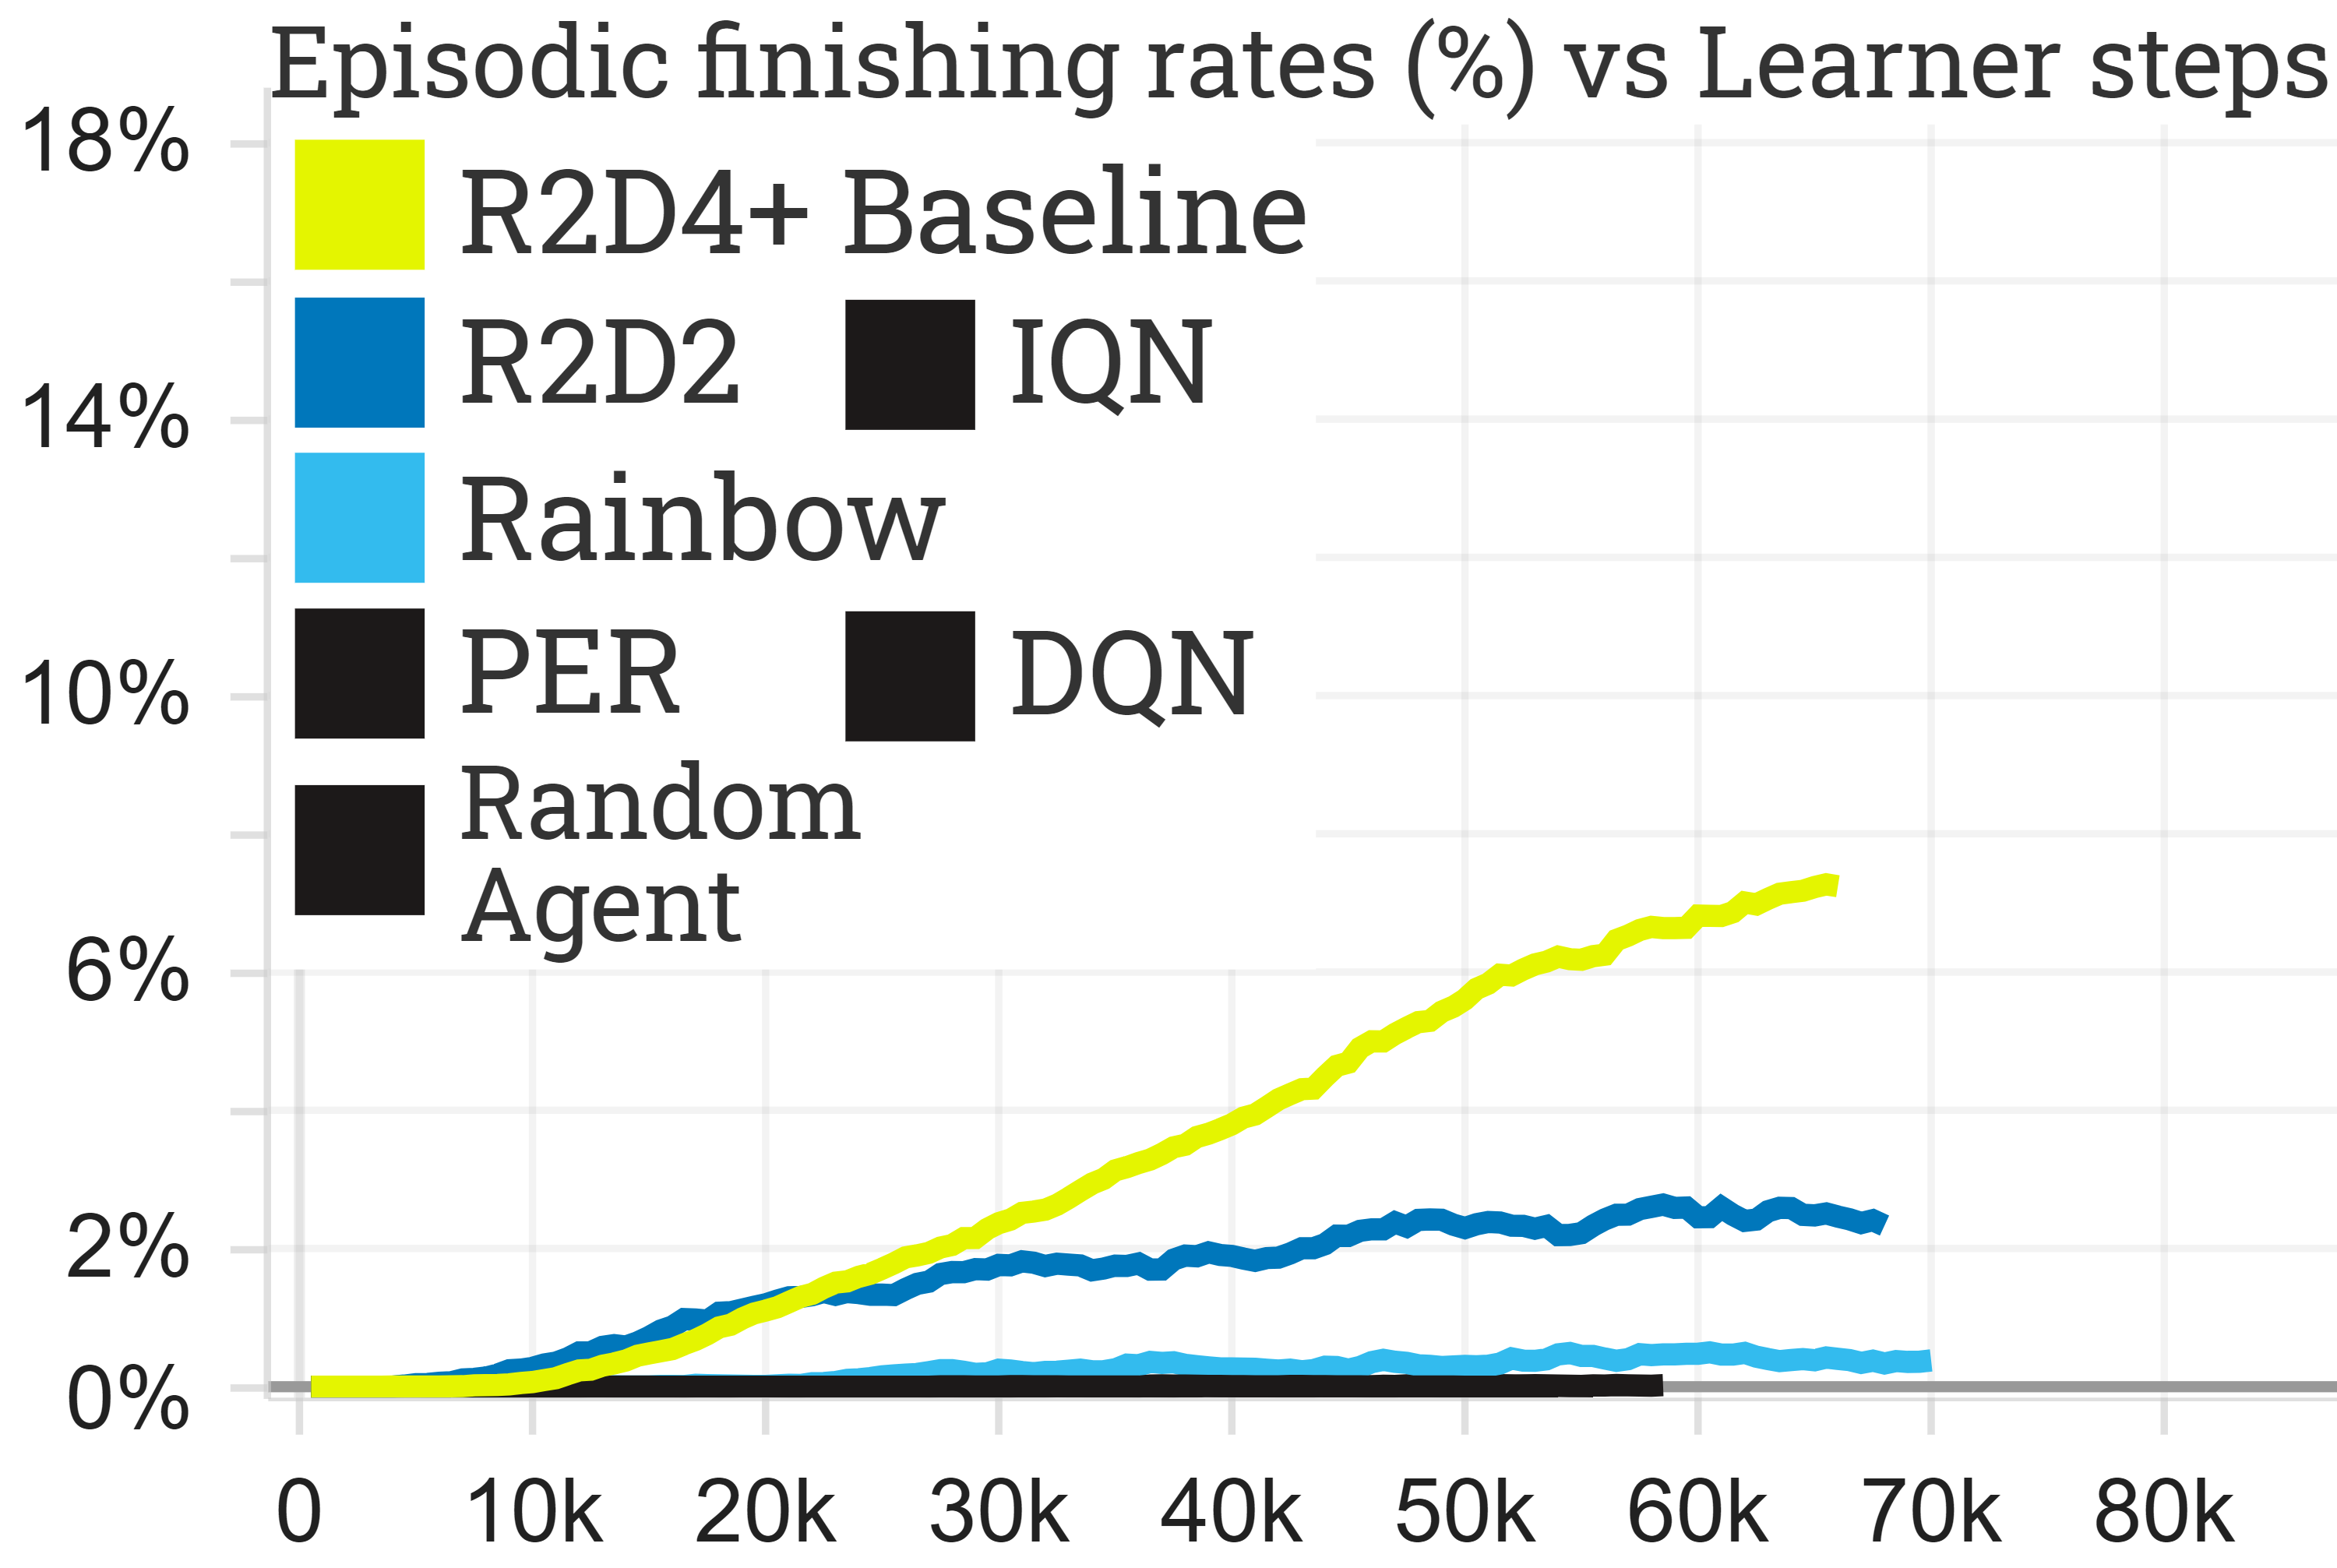 Episodic finishing rates (%) vs Learner steps
18%
R2D4+ Baseline
R2D2 IQN
14%
Rainbow
10%
PER DQN
Random
Agent
6%
2%
0%
0 10k 20k 30k 40k 50k 60k 70k 80k